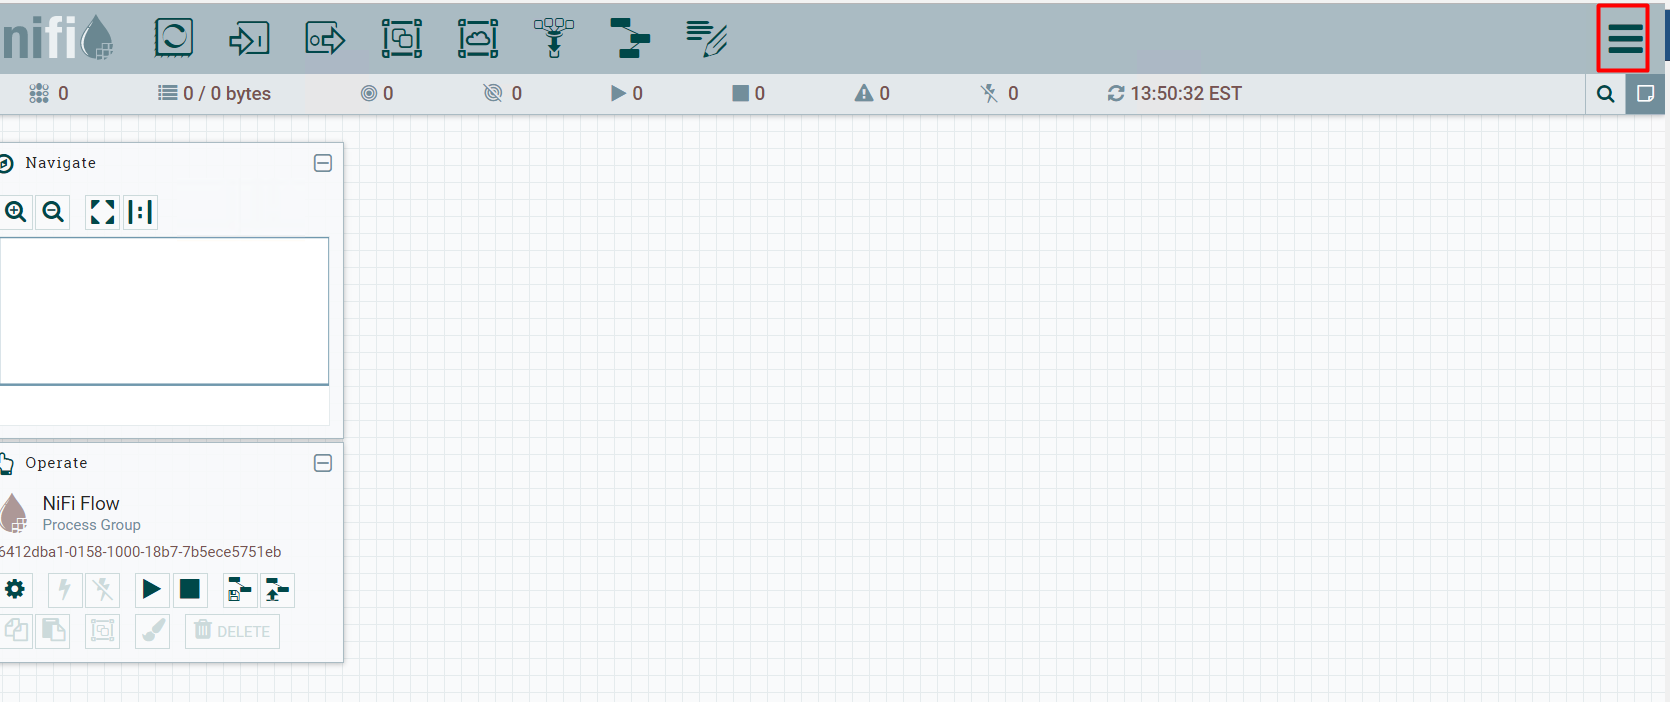 nifi
0
0 / 0 bytes
0
0
0
0
0
0
13:50:32 EST
Navigate
Operate
NiFi Flow
Process Group
6412dba1-0158-1000-18b7-7b5ece5751eb
DELETE